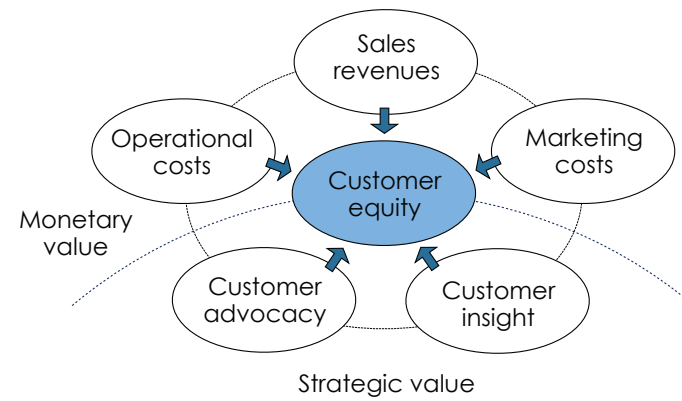 Sales
revenues
Operational
costs
Marketing
costs
Customer
equity
Monetary
value
Customer
advocacy
Customer
insight
Strategic value